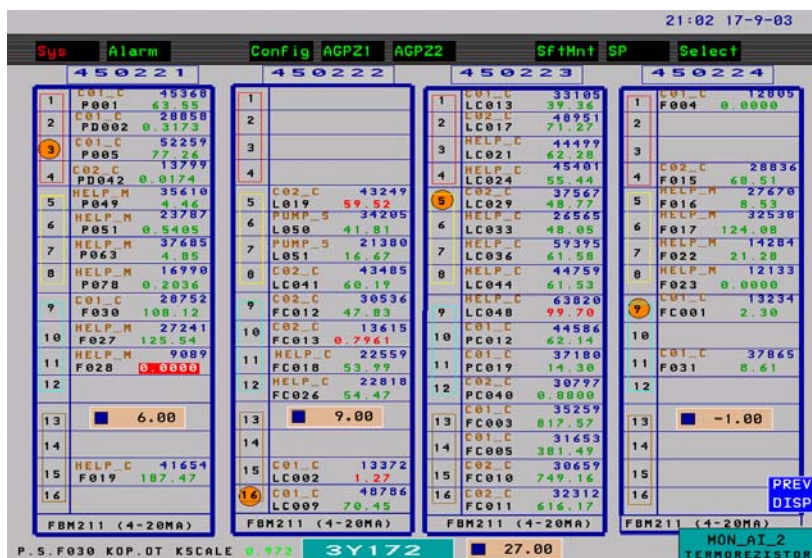 21:02 17-9-03
Sys Alarm Config AGPZ1 AGPZ2 SftMnt SP Select
450221
1 C01_C 45368
P001 63.55
2 C01_C 28858
PD002 0.3173
3 C01_C 52259
P005 77.26
4 C02_C 13799
PD042 0.0174
5 HELP_M 35610
P049 4.46
6 HELP_M 23787
P051 0.5405
7 HELP_M 37685
P063 4.85
8 HELP_M 16990
P078 0.2036
9 C01_C 28752
F030 108.12
10 HELP_M 27241
F027 125.54
11 HELP_M 9089
F028 0.0000
12
13 6.00
14
15 HELP_C 41654
F019 187.47
16
FBM211 (4-20MA)
450222
1
2
3
4
5 C02_C 43249
L019 59.52
6 PUMP_S 34205
L050 41.81
7 PUMP_S 21380
L051 16.67
8 C02_C 43485
LC041 60.19
9 C02_C 30536
FC012 47.83
10 C02_C 13615
FC013 0.7961
11 HELP_C 22559
FC018 53.99
12 HELP_C 22818
FC026 54.47
13 9.00
14
15 C01_C 13372
LC002 1.27
16 C01_C 48786
LC009 70.45
FBM211 (4-20MA)
450223
1 C01_C 33105
LC013 39.36
2 C02_C 48951
LC017 71.27
3 HELP_C 44499
LC021 62.28
4 HELP_C 45401
LC024 55.44
5 C02_C 37567
LC029 48.77
6 HELP_C 26565
LC033 48.05
7 HELP_C 59395
LC036 61.58
8 HELP_C 44759
LC044 61.53
9 HELP_C 63820
LC048 99.70
10 C01_C 44586
PC012 62.14
11 C01_C 37180
PC019 14.30
12 C02_C 30797
PC040 0.8800
13 C01_C 35259
FC003 817.57
14 C01_C 31653
FC005 381.49
15 C02_C 30659
FC010 749.16
16 C02_C 32312
FC011 616.17
FBM211 (4-20MA)
450224
1 C01_C 12805
F004 0.0000
2
3
4 C02_C 28836
F015 68.51
5 HELP_M 27670
F016 8.53
6 HELP_M 32538
F017 124.08
7 HELP_M 14284
F022 21.28
8 HELP_M 12133
F023 0.0000
9 C01_C 13234
FC001 2.30
10
11 C01_C 37865
F031 8.61
12
13 -1.00
14
15
16
FBM211 (4-20MA)
PREV
DISP
P.S.F030 KOP.OT KSCALE 0.972 3Y172 27.00
MON_AI_2
TERMOREZISTO